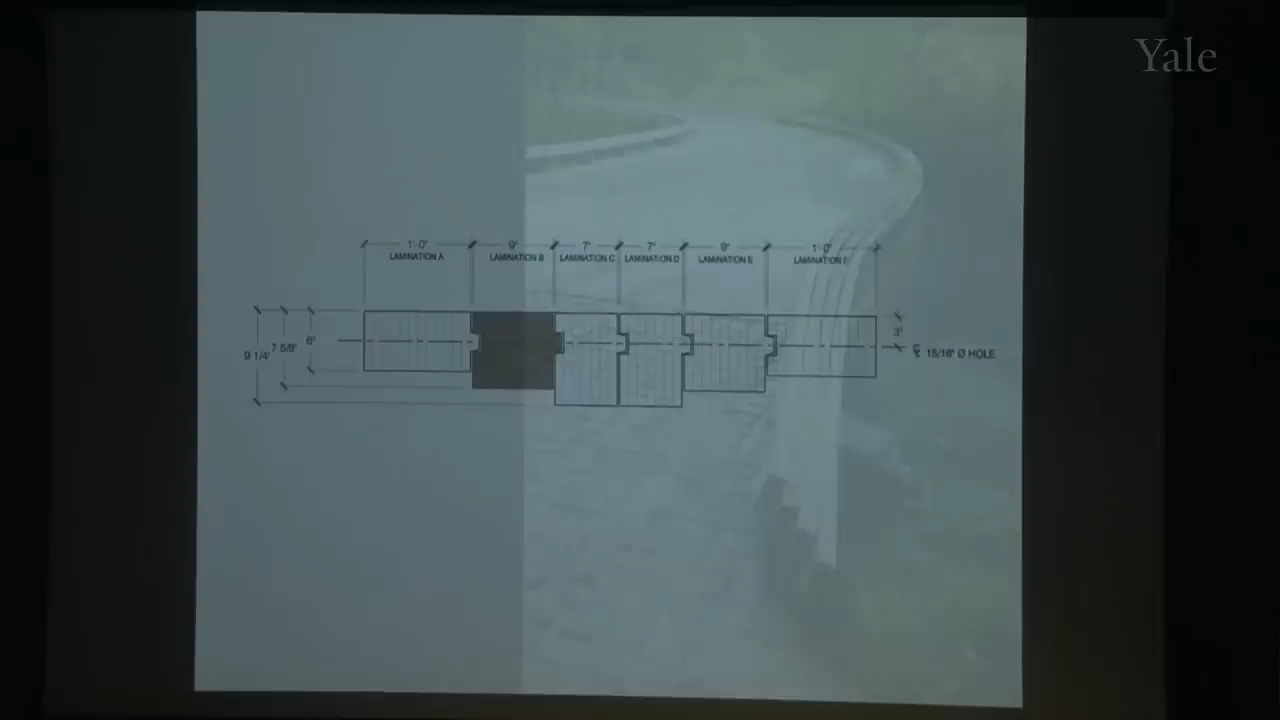 Yale
1'-0" 9" 7" 7" 9" 1'-0"
LAMINATION A LAMINATION B LAMINATION C LAMINATION D LAMINATION E LAMINATION F
9 1/4" 7 5/8" 6"
3"
℄ 15/16" Ø HOLE